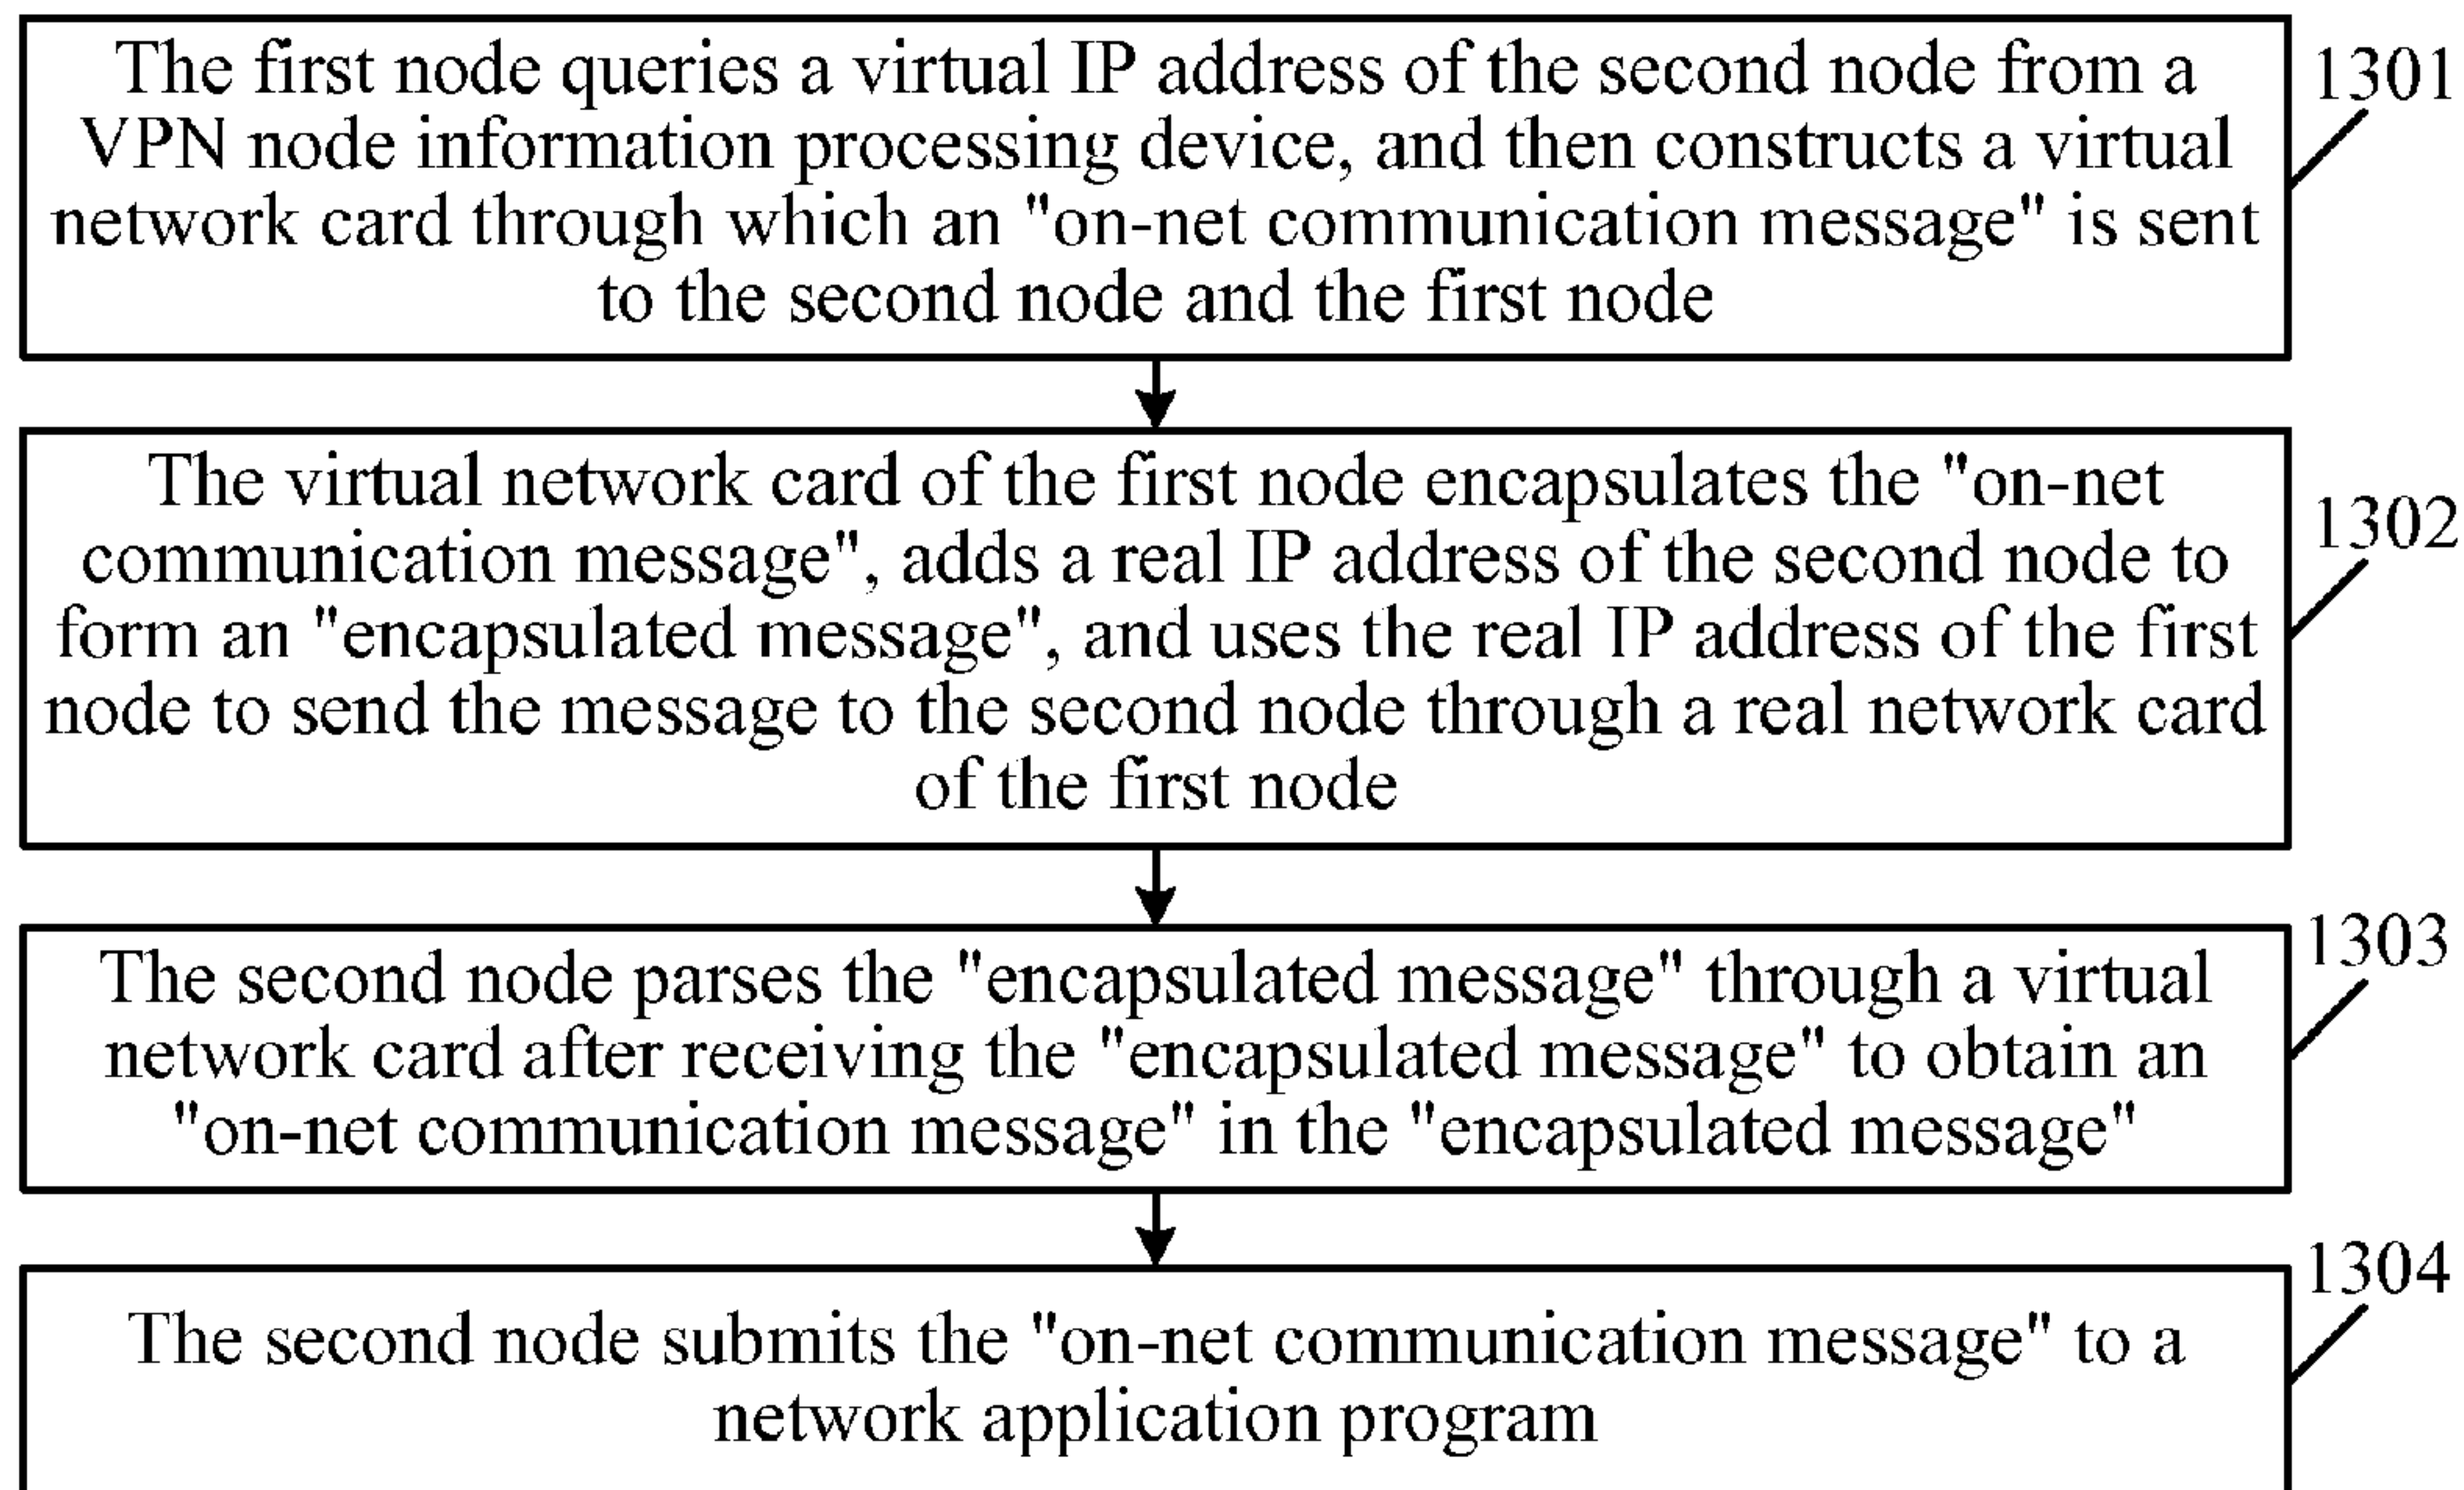 The first node queries a virtual IP address of the second node from a
VPN node information processing device, and then constructs a virtual
network card through which an "on-net communication message" is sent
to the second node and the first node
1301
The virtual network card of the first node encapsulates the "on-net
communication message", adds a real IP address of the second node to
form an "encapsulated message", and uses the real IP address of the first
node to send the message to the second node through a real network card
of the first node
1302
The second node parses the "encapsulated message" through a virtual
network card after receiving the "encapsulated message" to obtain an
"on-net communication message" in the "encapsulated message"
1303
The second node submits the "on-net communication message" to a
network application program
1304